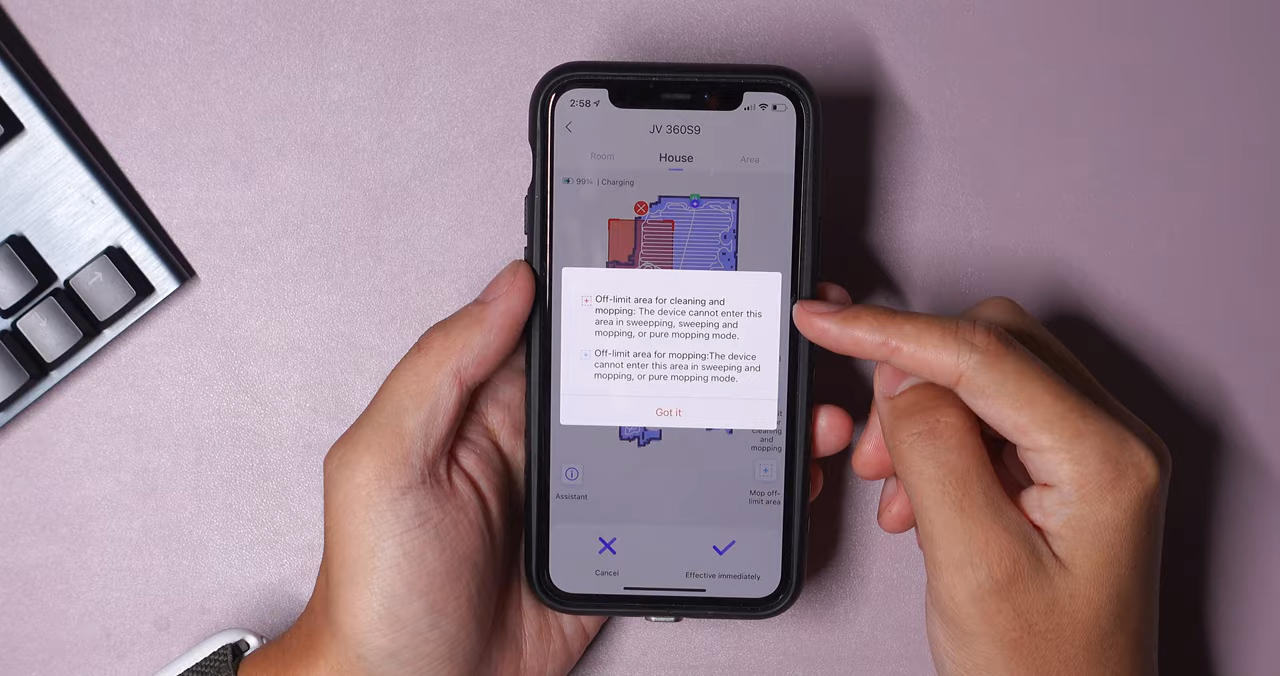 2:58
JV 360S9
Room
House
Area
99% | Charging
Off-limit area for cleaning and
mopping: The device cannot enter this
area in sweepping, sweeping and
mopping, or pure mopping mode.
Off-limit area for mopping:The device
cannot enter this area in sweeping and
mopping, or pure mopping mode.
Got it
cleaning
and
mopping
Assistant
Mop off-
limit area
Cancel
Effective immediately